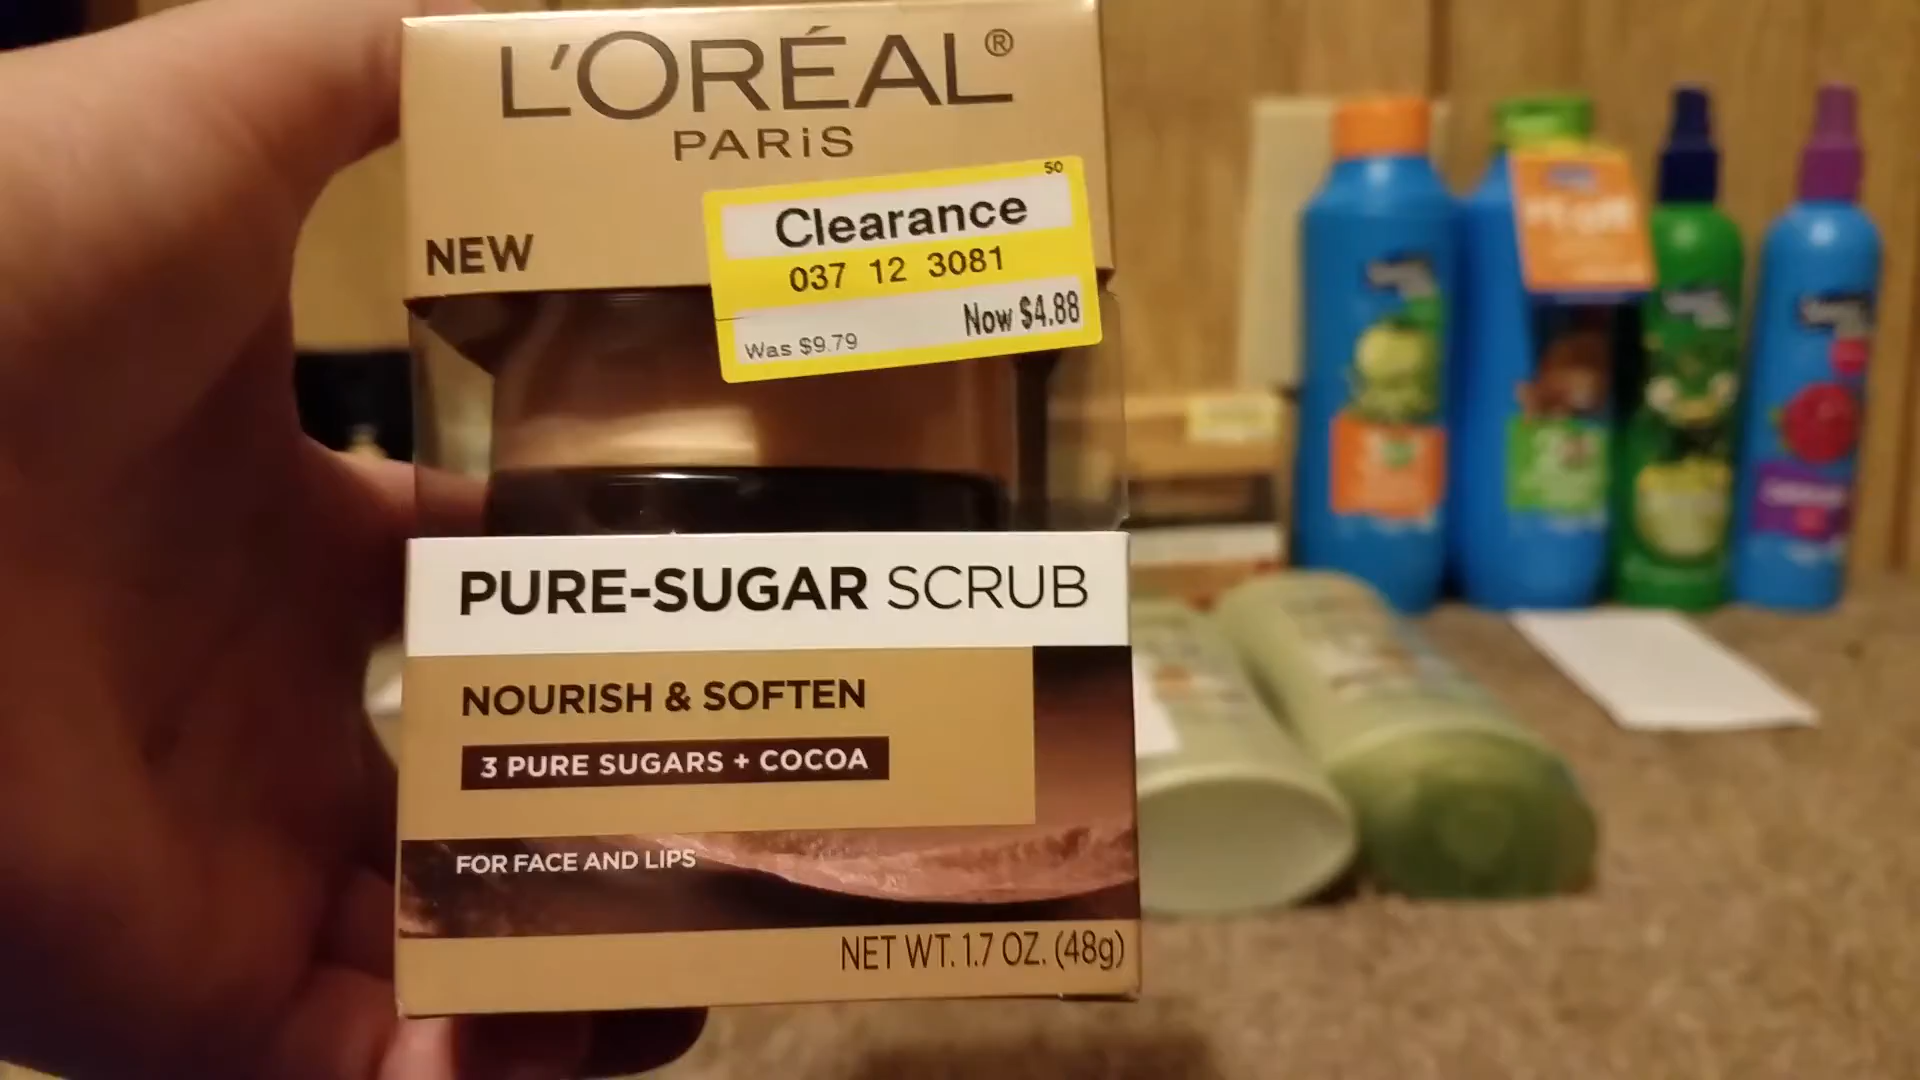 L'ORÉAL®
PARiS
50
Clearance
037 12 3081
NEW
Now $4.88
Was $9.79
PURE-SUGAR SCRUB
NOURISH & SOFTEN
3 PURE SUGARS + COCOA
FOR FACE AND LIPS
NET WT. 1.7 OZ. (48g)